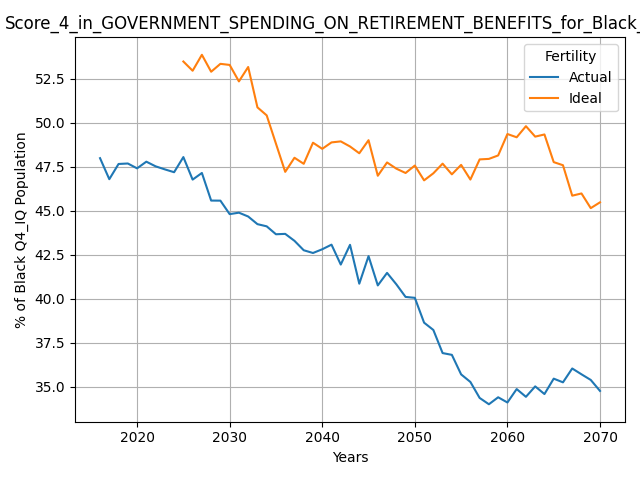 Score_4_in_GOVERNMENT_SPENDING_ON_RETIREMENT_BENEFITS_for_Black_
Fertility
Actual
Ideal
% of Black Q4_IQ Population
52.5
50.0
47.5
45.0
42.5
40.0
37.5
35.0
2020
2030
2040
2050
2060
2070
Years